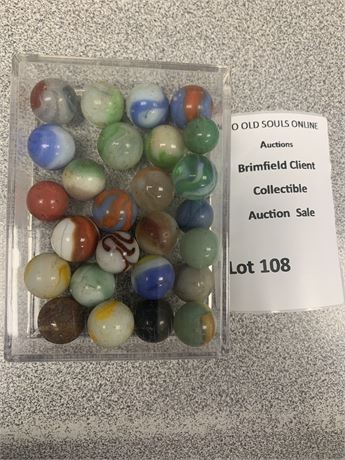 O OLD SOULS ONLINE
Auctions
Brimfield Client
Collectible
Auction Sale
Lot 108